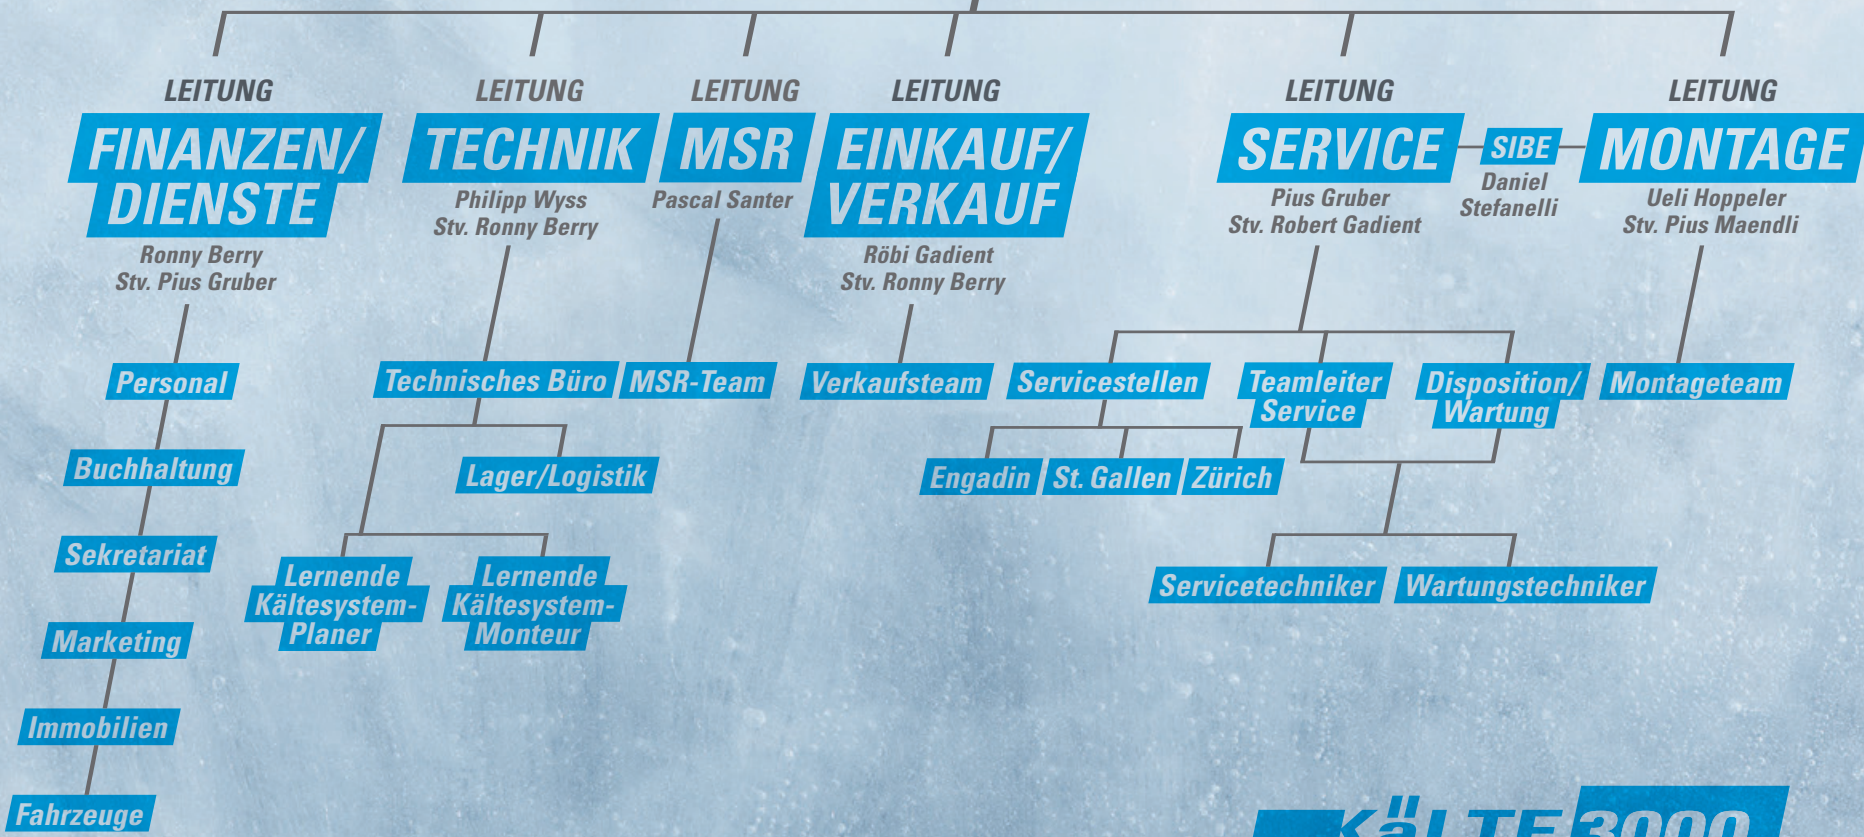 LEITUNG
FINANZEN/
DIENSTE
Ronny Berry
Stv. Pius Gruber
Personal
Buchhaltung
Sekretariat
Marketing
Immobilien
Fahrzeuge
LEITUNG
TECHNIK
Philipp Wyss
Stv. Ronny Berry
Technisches Büro
Lager/Logistik
Lernende
Kältesystem-
Planer
Lernende
Kältesystem-
Monteur
LEITUNG
MSR
Pascal Santer
MSR-Team
LEITUNG
EINKAUF/
VERKAUF
Röbi Gadient
Stv. Ronny Berry
Verkaufsteam
LEITUNG
SERVICE
Pius Gruber
Stv. Robert Gadient
Servicestellen
Engadin
St. Gallen
Zürich
Teamleiter
Service
Disposition/
Wartung
Servicetechniker
Wartungstechniker
SIBE
Daniel
Stefanelli
LEITUNG
MONTAGE
Ueli Hoppeler
Stv. Pius Maendli
Montageteam
KÄLTE 3000